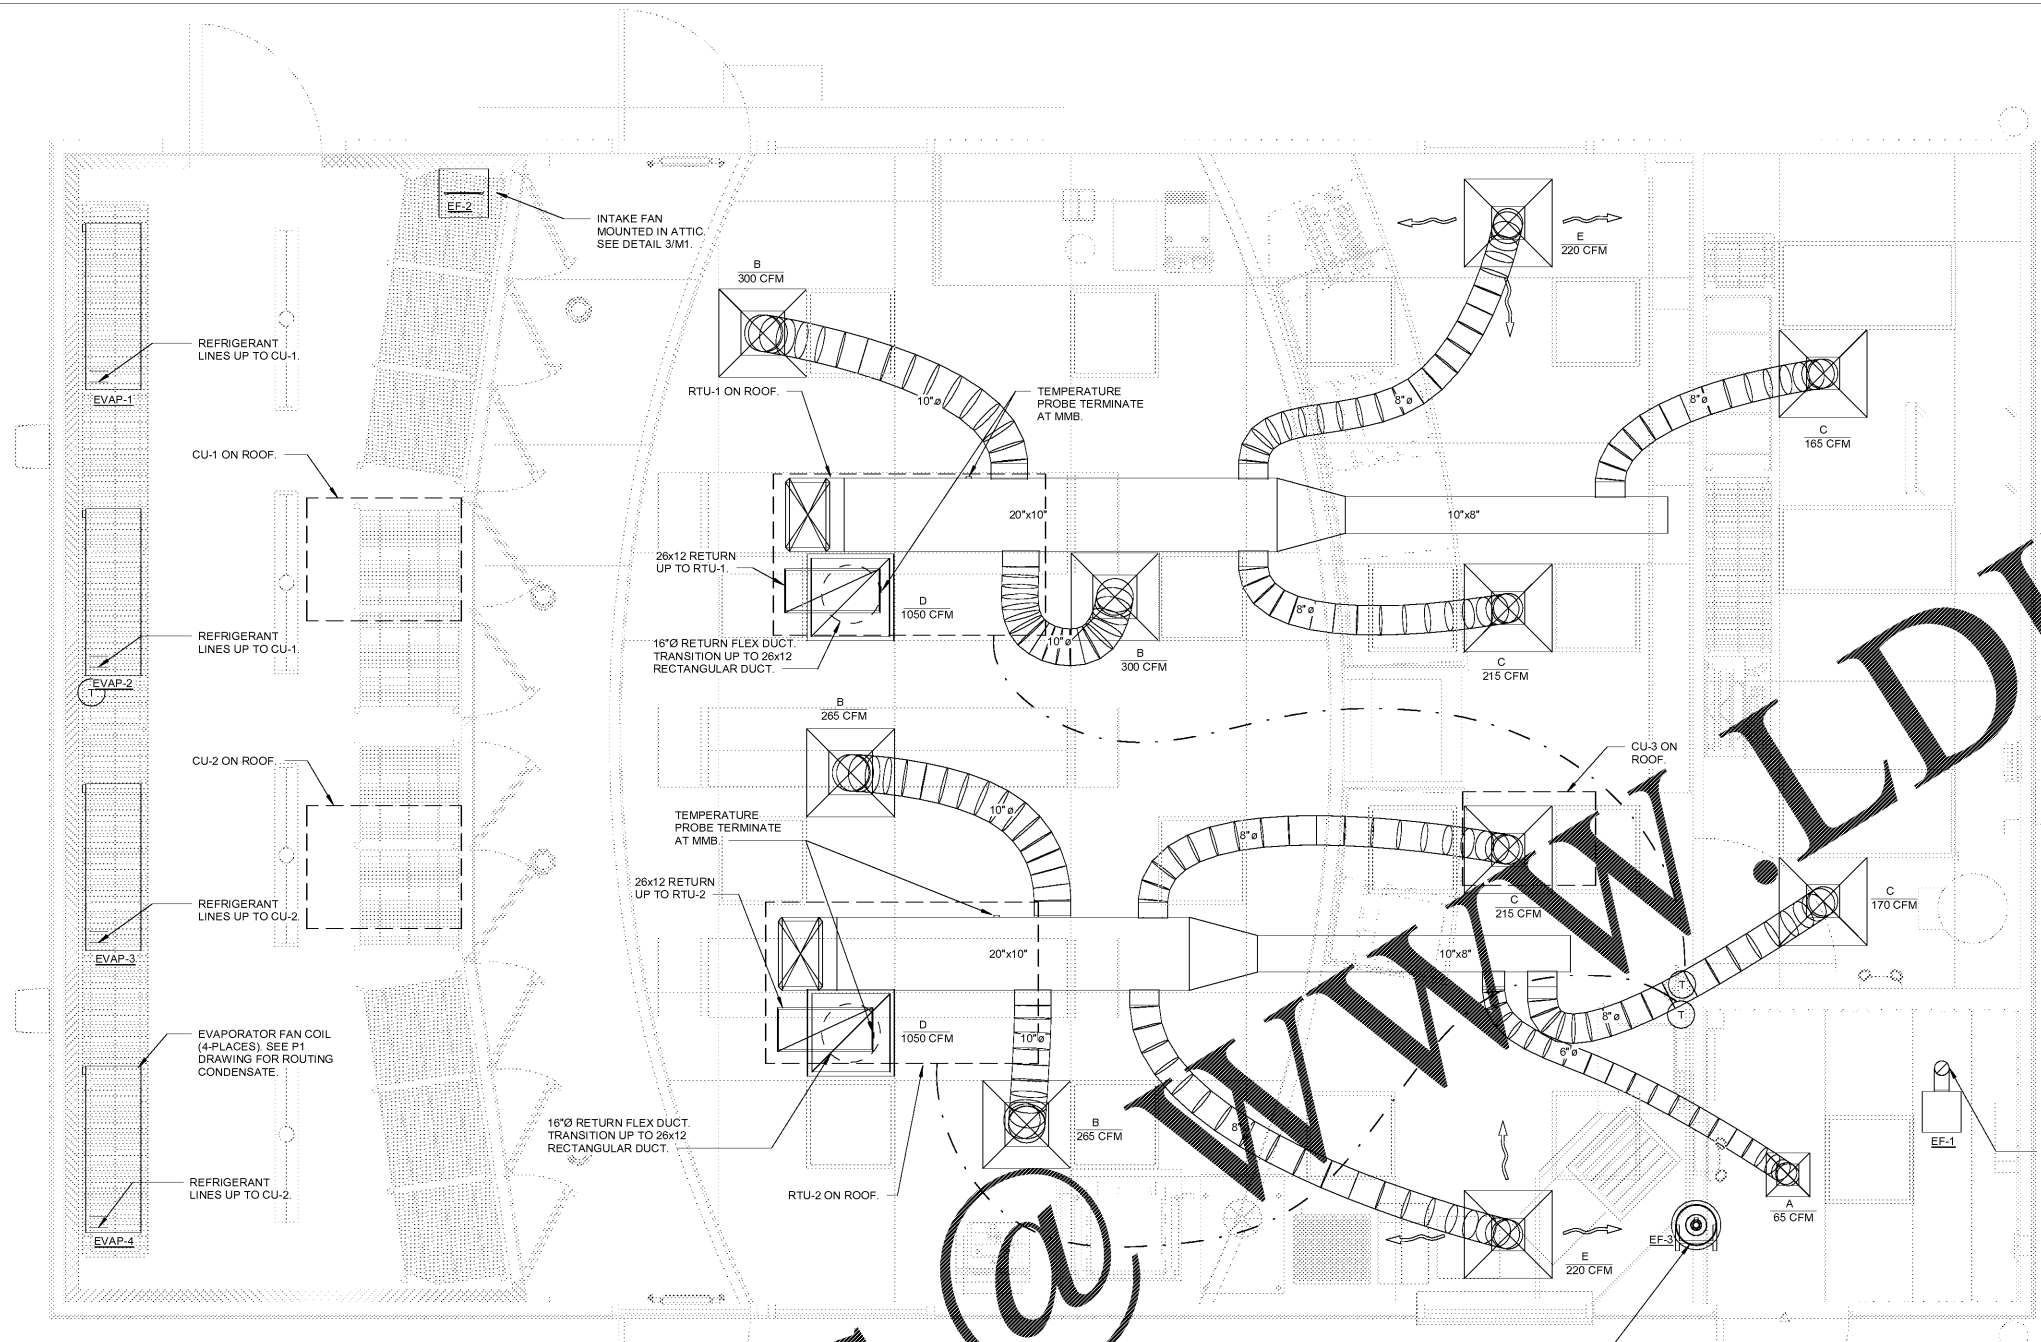 EF-2
INTAKE FAN
MOUNTED IN ATTIC.
SEE DETAIL 3/M1.
E
220 CFM
B
300 CFM
REFRIGERANT
LINES UP TO CU-1.
EVAP-1
RTU-1 ON ROOF.
10"ø
TEMPERATURE
PROBE TERMINATE
AT MMB.
8"ø
8"ø
C
165 CFM
CU-1 ON ROOF.
20"x10"
10"x8"
26x12 RETURN
UP TO RTU-1.
D
1050 CFM
8"ø
REFRIGERANT
LINES UP TO CU-1.
16"Ø RETURN FLEX DUCT.
TRANSITION UP TO 26x12
RECTANGULAR DUCT.
10"ø
B
300 CFM
C
215 CFM
EVAP-2
T
B
265 CFM
CU-2 ON ROOF.
CU-3 ON
ROOF.
TEMPERATURE
PROBE TERMINATE
AT MMB.
10"ø
8"ø
26x12 RETURN
UP TO RTU-2
C
215 CFM
C
170 CFM
REFRIGERANT
LINES UP TO CU-2.
EVAP-3
20"x10"
10"x8"
T
T
EVAPORATOR FAN COIL
(4-PLACES). SEE P1
DRAWING FOR ROUTING
CONDENSATE.
D
1050 CFM
10"ø
8"ø
6"ø
16"Ø RETURN FLEX DUCT.
TRANSITION UP TO 26x12
RECTANGULAR DUCT.
B
265 CFM
8"
EF-1
REFRIGERANT
LINES UP TO CU-2.
RTU-2 ON ROOF.
A
65 CFM
EVAP-4
EF-3
E
220 CFM
@ WWW.LD